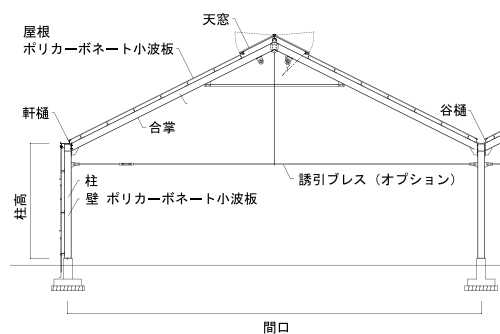 天窓
屋根
ポリカーボネート小波板
軒樋
合掌
谷樋
柱
壁 ポリカーボネート小波板
誘引ブレス（オプション）
柱高
間口